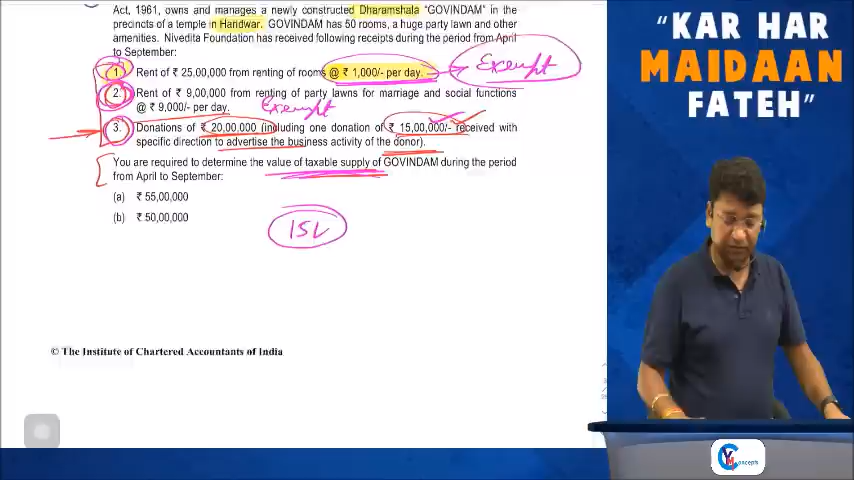 Act, 1961, owns and manages a newly constructed Dharamshala “GOVINDAM” in the
precincts of a temple in Haridwar. GOVINDAM has 50 rooms, a huge party lawn and other
amenities. Nivedita Foundation has received following receipts during the period from April
to September:
1. Rent of ₹ 25,00,000 from renting of rooms @ ₹ 1,000/- per day.
Exempt
2. Rent of ₹ 9,00,000 from renting of party lawns for marriage and social functions
@ ₹ 9,000/- per day.
Exempt
3. Donations of ₹ 20,00,000 (including one donation of ₹ 15,00,000/- received with
specific direction to advertise the business activity of the donor).
You are required to determine the value of taxable supply of GOVINDAM during the period
from April to September:
(a) ₹ 55,00,000
(b) ₹ 50,00,000
15L
© The Institute of Chartered Accountants of India
“KAR HAR
MAIDAAN
FATEH”
oncepts